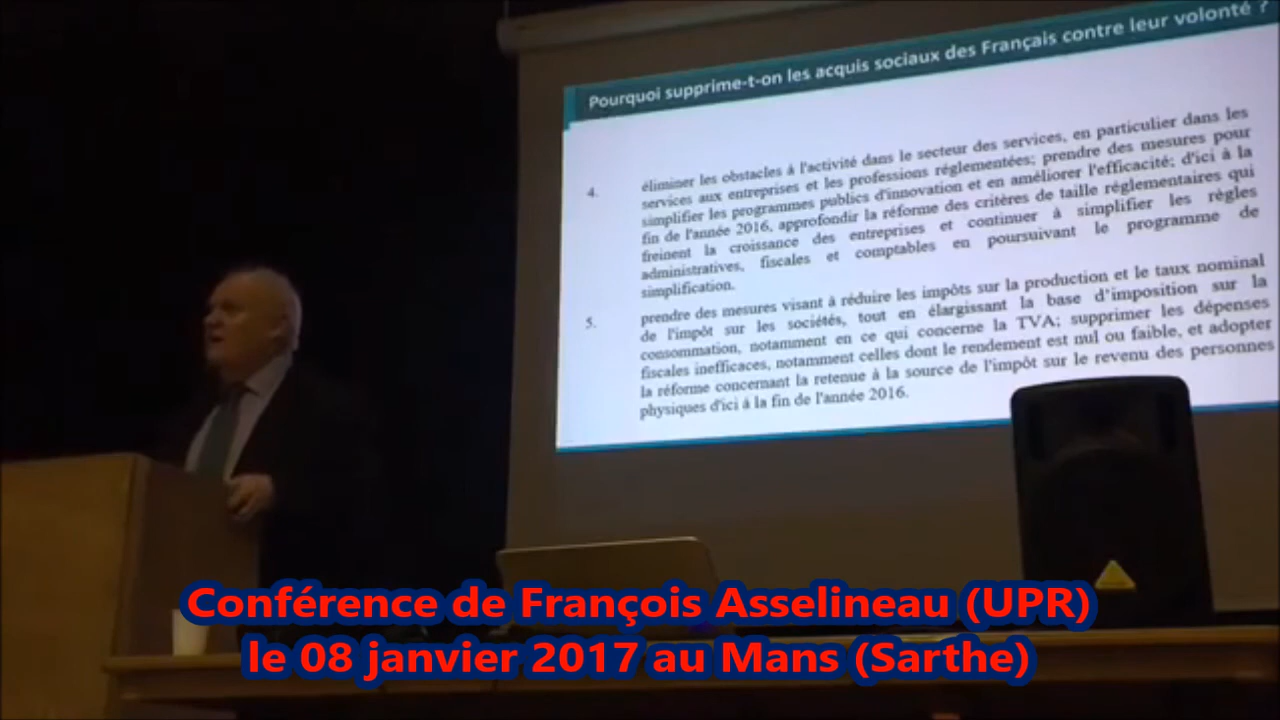 Pourquoi supprime-t-on les acquis sociaux des Français contre leur volonté ?
4. éliminer les obstacles à l'activité dans le secteur des services, en particulier dans les
services aux entreprises et les professions réglementées; prendre des mesures pour
simplifier les programmes publics d'innovation et en améliorer l'efficacité; d'ici à la
fin de l'année 2016, approfondir la réforme des critères de taille réglementaires qui
freinent la croissance des entreprises et continuer à simplifier les règles
administratives, fiscales et comptables en poursuivant le programme de
simplification.
5. prendre des mesures visant à réduire les impôts sur la production et le taux nominal
de l'impôt sur les sociétés, tout en élargissant la base d'imposition sur la
consommation, notamment en ce qui concerne la TVA; supprimer les dépenses
fiscales inefficaces, notamment celles dont le rendement est nul ou faible, et adopter
la réforme concernant la retenue à la source de l'impôt sur le revenu des personnes
physiques d'ici à la fin de l'année 2016.
Conférence de François Asselineau (UPR)
le 08 janvier 2017 au Mans (Sarthe)